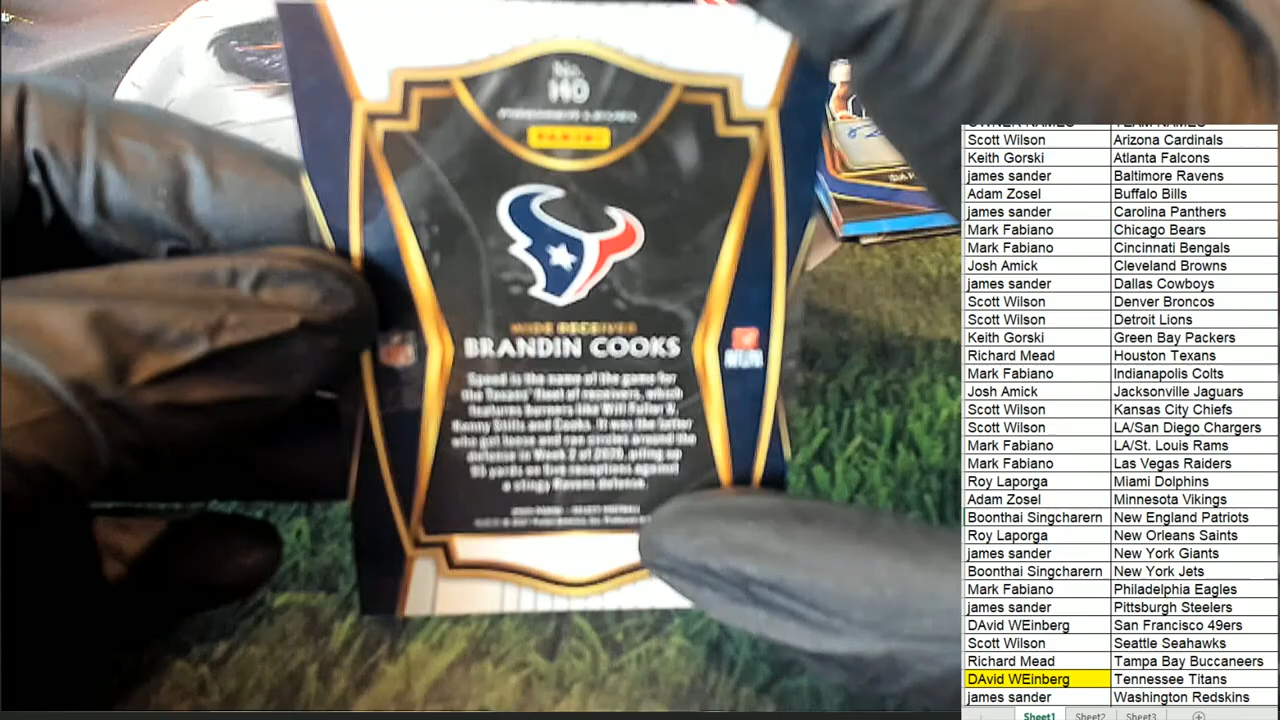 No.
140
PANINI
WIDE RECEIVER
BRANDIN COOKS
Speed is the name of the game for
the Texans' fleet of receivers, which
features burners like Will Fuller V,
Kenny Stills and Cooks. It was the latter
who got loose and ran circles around the
defense in Week 2 of 2020, piling up
95 yards on five receptions against
a stingy Ravens defense.
OWNER NAMES TEAM NAMES
Scott Wilson Arizona Cardinals
Keith Gorski Atlanta Falcons
james sander Baltimore Ravens
Adam Zosel Buffalo Bills
james sander Carolina Panthers
Mark Fabiano Chicago Bears
Mark Fabiano Cincinnati Bengals
Josh Amick Cleveland Browns
james sander Dallas Cowboys
Scott Wilson Denver Broncos
Scott Wilson Detroit Lions
Keith Gorski Green Bay Packers
Richard Mead Houston Texans
Mark Fabiano Indianapolis Colts
Josh Amick Jacksonville Jaguars
Scott Wilson Kansas City Chiefs
Scott Wilson LA/San Diego Chargers
Mark Fabiano LA/St. Louis Rams
Mark Fabiano Las Vegas Raiders
Roy Laporga Miami Dolphins
Adam Zosel Minnesota Vikings
Boonthai Singcharern New England Patriots
Roy Laporga New Orleans Saints
james sander New York Giants
Boonthai Singcharern New York Jets
Mark Fabiano Philadelphia Eagles
james sander Pittsburgh Steelers
DAvid WEinberg San Francisco 49ers
Scott Wilson Seattle Seahawks
Richard Mead Tampa Bay Buccaneers
DAvid WEinberg Tennessee Titans
james sander Washington Redskins
Sheet1 Sheet2 Sheet3